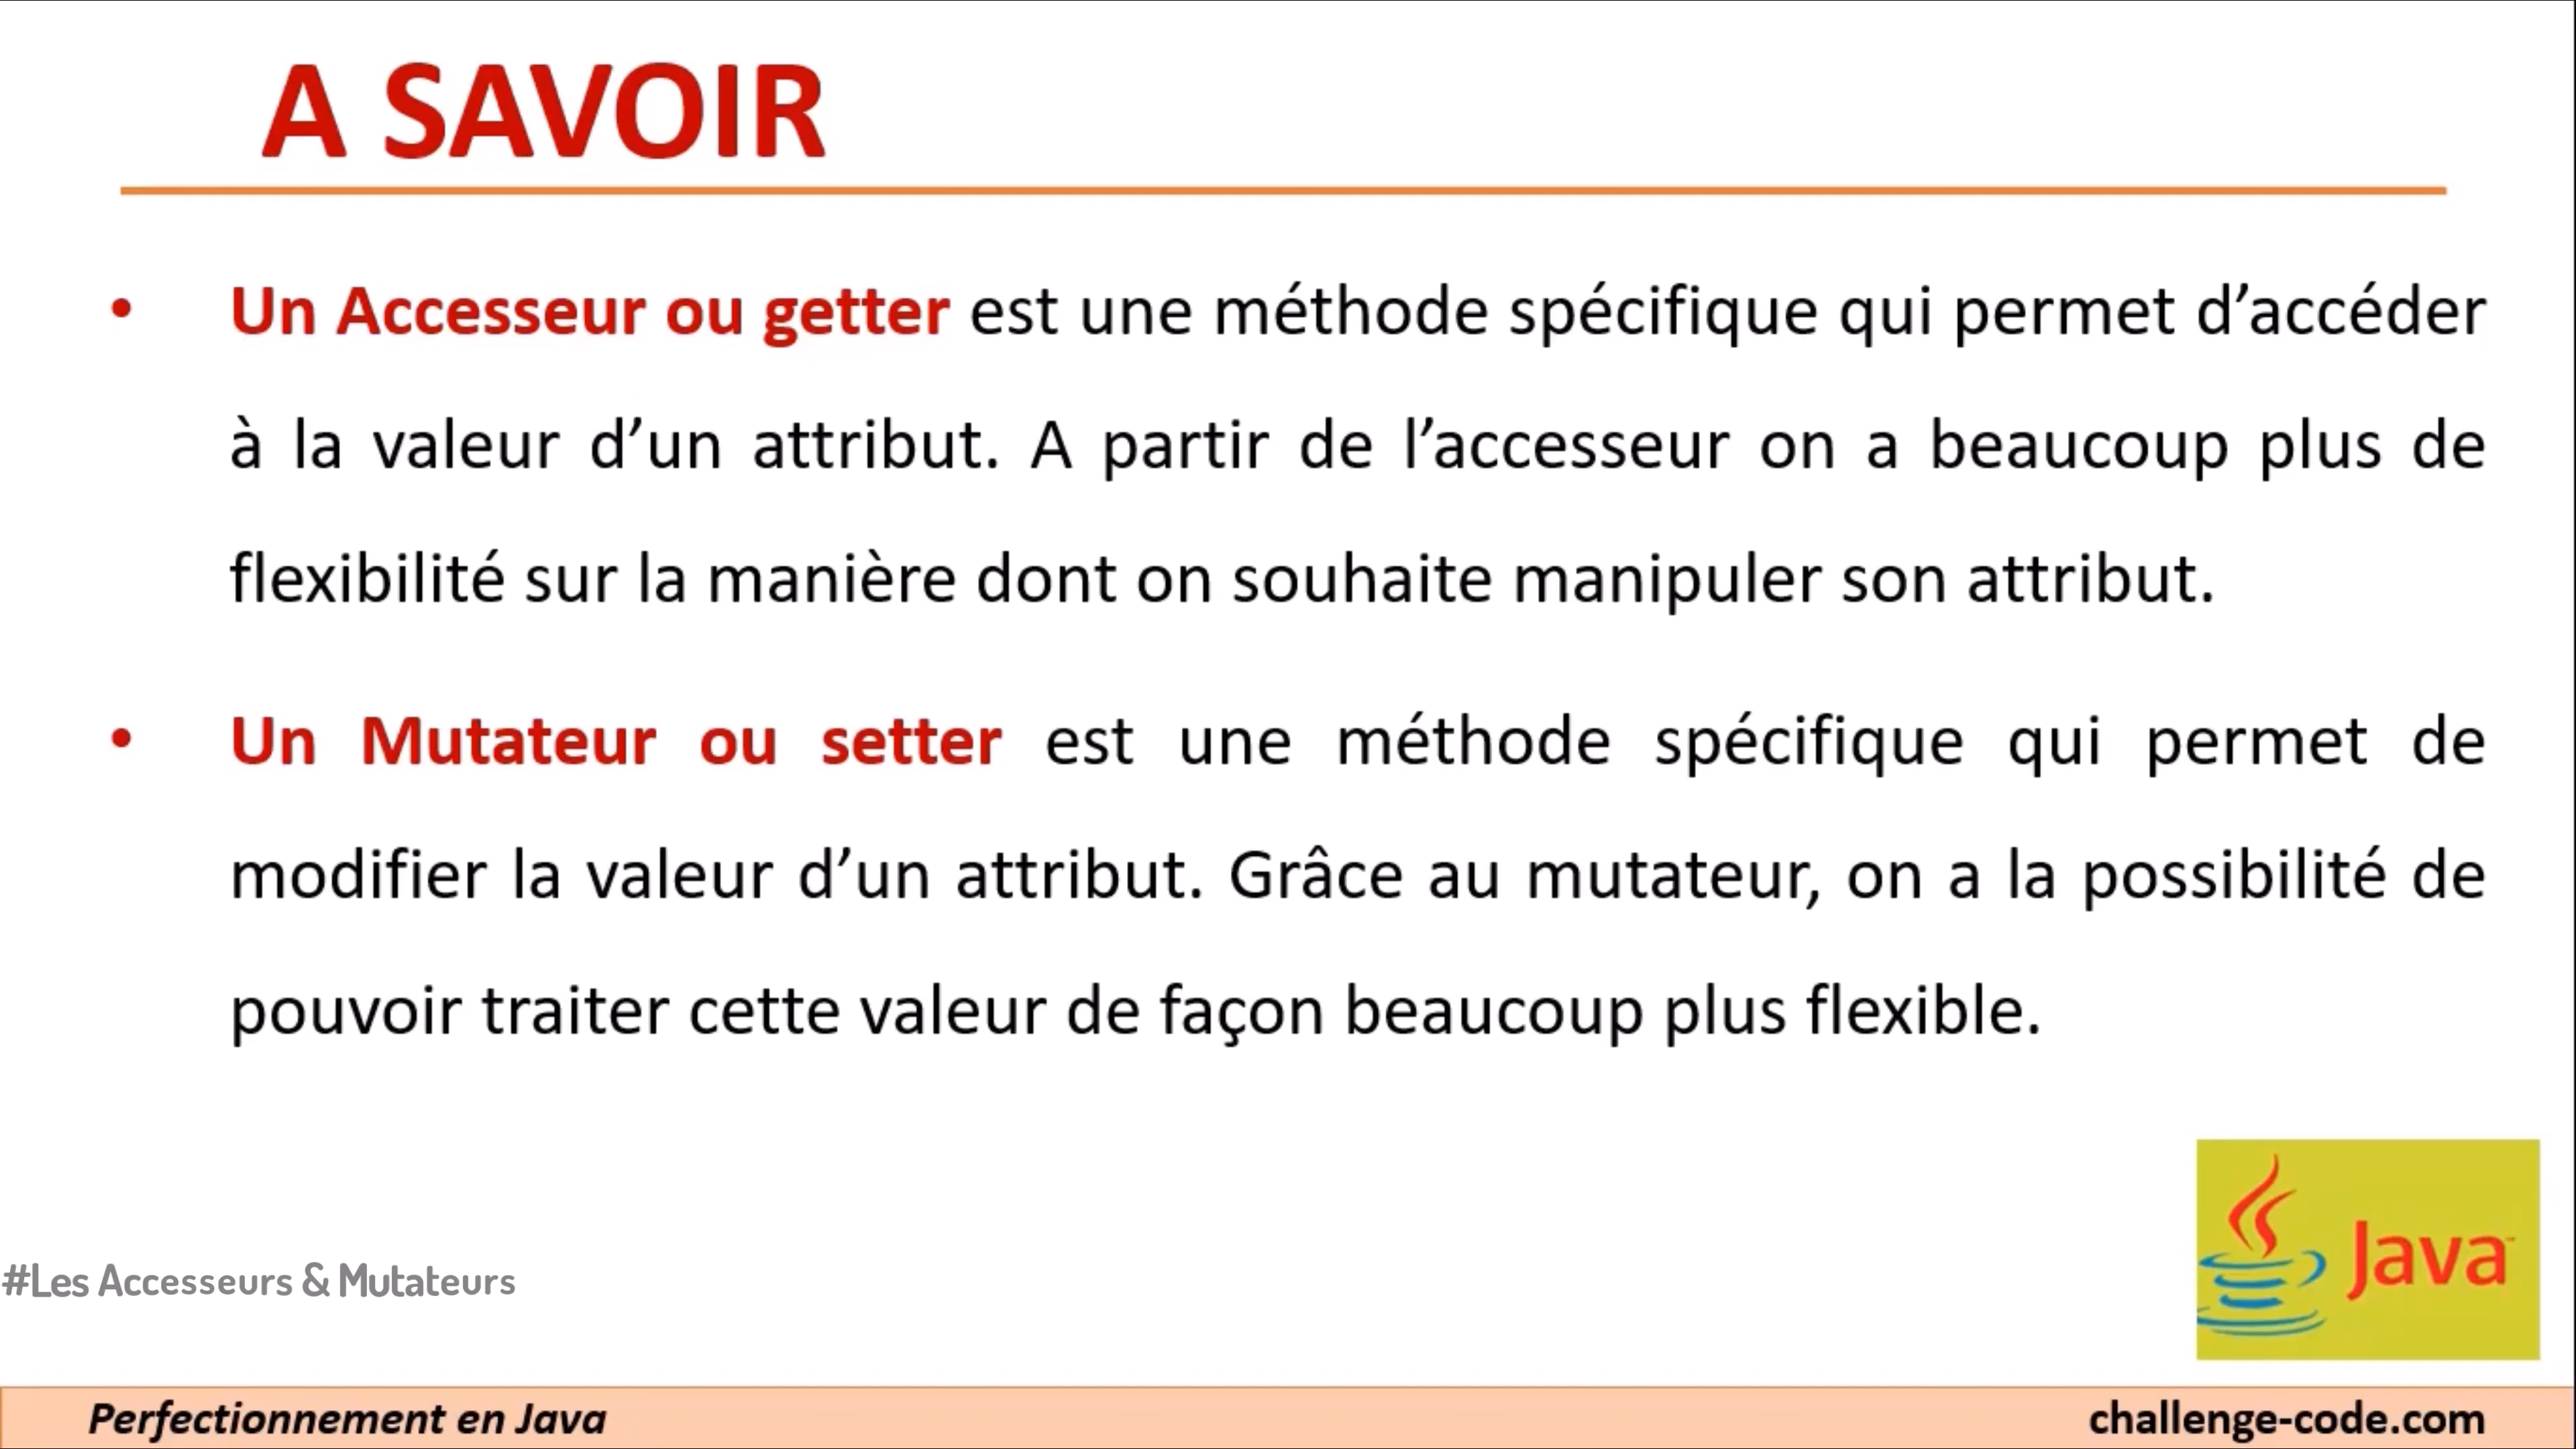 A SAVOIR
• Un Accesseur ou getter est une méthode spécifique qui permet d’accéder
à la valeur d’un attribut. A partir de l’accesseur on a beaucoup plus de
flexibilité sur la manière dont on souhaite manipuler son attribut.
• Un Mutateur ou setter est une méthode spécifique qui permet de
modifier la valeur d’un attribut. Grâce au mutateur, on a la possibilité de
pouvoir traiter cette valeur de façon beaucoup plus flexible.
Java
#Les Accesseurs & Mutateurs
Perfectionnement en Java
challenge-code.com